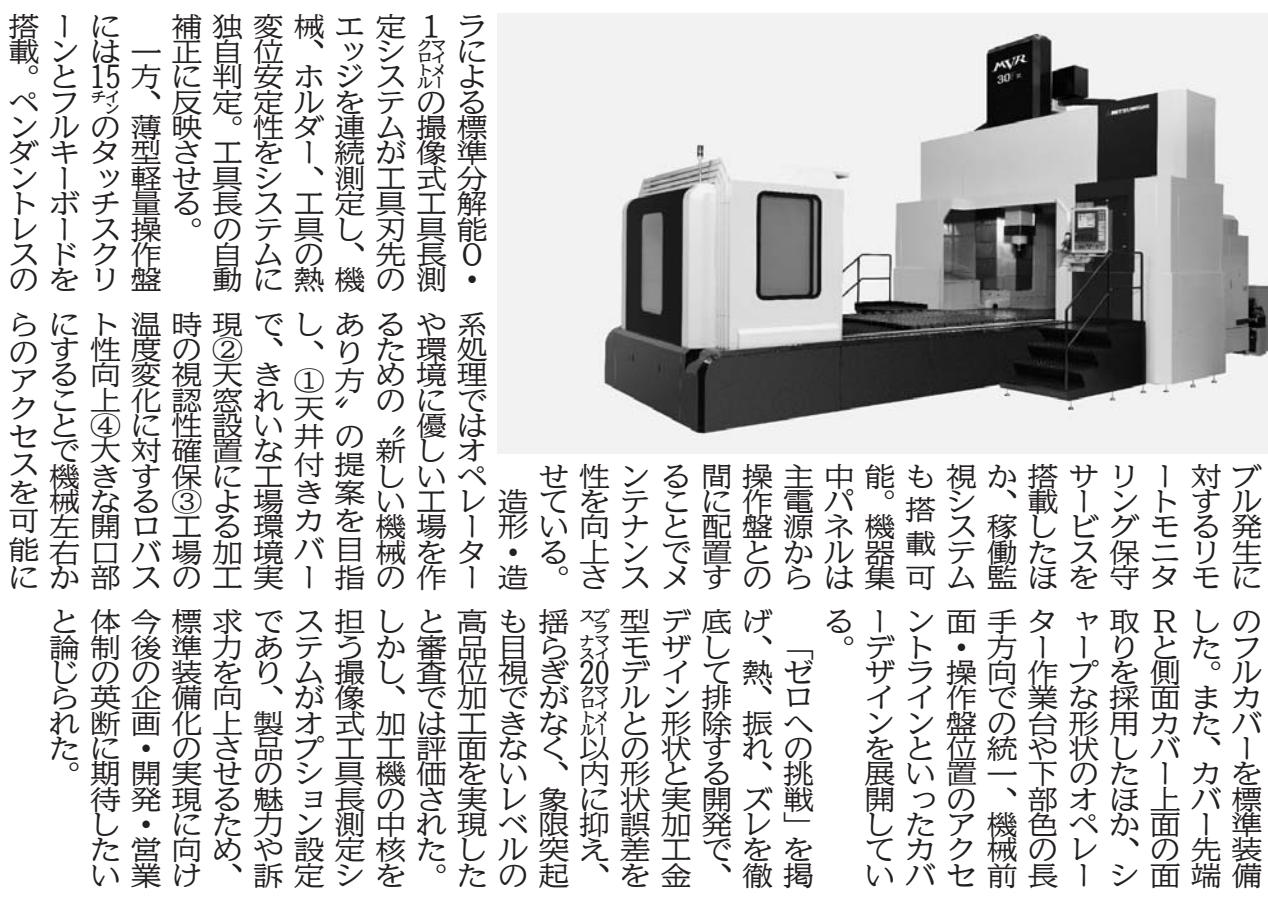 MVR
30
ラによる標準分解能0・
1マイクロメートルの撮像式工具長測
定システムが工具刃先の
エッジを連続測定し、機
械、ホルダー、工具の熱
変位安定性をシステムに
独自判定。工具長の自動
補正に反映させる。
一方、薄型軽量操作盤
には15インチのタッチスクリ
ーンとフルキーボードを
搭載。ペンダントレスの
ブル発生に
対するリモ
ートモニタ
リング保守
サービスを
搭載したほ
か、稼働監
視システム
も搭載可
能。機器集
中パネルは
主電源から
操作盤との
間に配置す
ることでメ
ンテナンス
性を向上さ
せている。
造形・造
系処理ではオペレーター
や環境に優しい工場を作
るための〝新しい機械の
あり方〟の提案を目指
し、①天井付きカバー
で、きれいな工場環境実
現②天窓設置による加工
時の視認性確保③工場の
温度変化に対するロバス
ト性向上④大きな開口部
にすることで機械左右か
らのアクセスを可能に
のフルカバーを標準装備
した。また、カバー先端
Rと側面カバー上面の面
取りを採用したほか、シ
ャープな形状のオペレー
ター作業台や下部色の長
手方向での統一、機械前
面・操作盤位置のアクセ
ントラインといったカバ
ーデザインを展開してい
る。
「ゼロへの挑戦」を掲
げ、熱、振れ、ズレを徹
底して排除する開発で、
デザイン形状と実加工金
型モデルとの形状誤差を
プラスマイナス20マイクロメートル以内に抑え、
揺らぎがなく、象限突起
も目視できないレベルの
高品位加工面を実現した
と審査では評価された。
しかし、加工機の中核を
担う撮像式工具長測定シ
ステムがオプション設定
であり、製品の魅力や訴
求力を向上させるため、
標準装備化の実現に向け
今後の企画・開発・営業
体制の英断に期待したい
と論じられた。